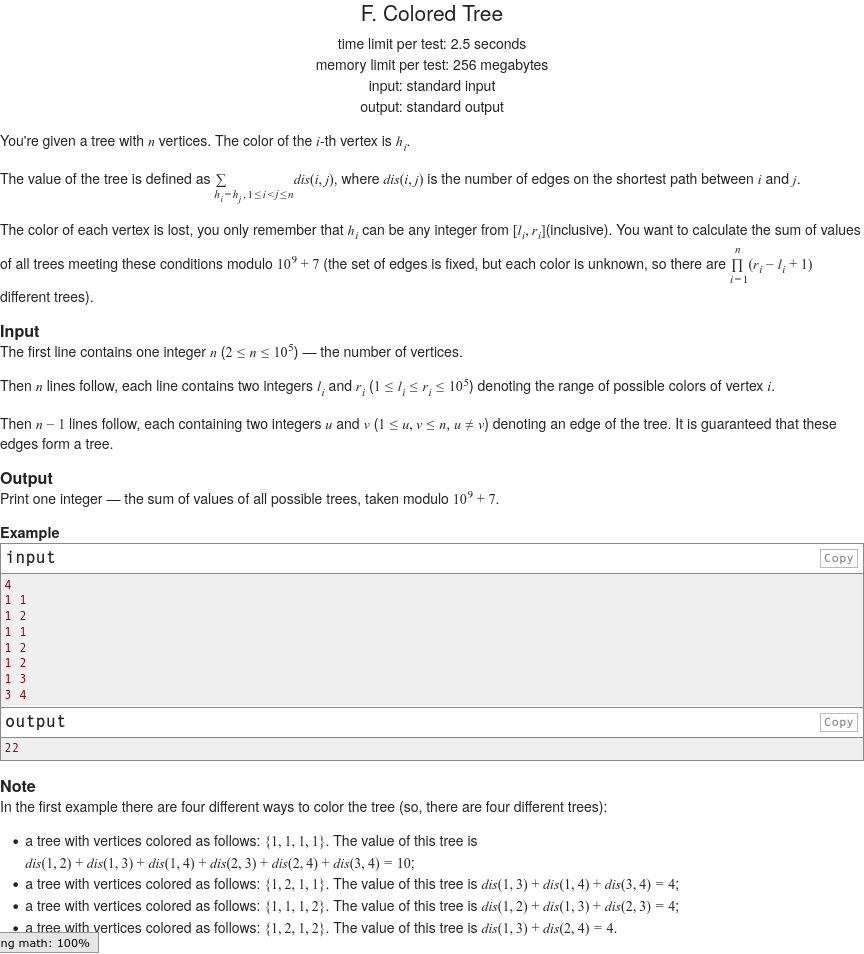 F. Colored Tree
time limit per test: 2.5 seconds
memory limit per test: 256 megabytes
input: standard input
output: standard output
You're given a tree with n vertices. The color of the i-th vertex is h_i.
The value of the tree is defined as ∑_{h_i=h_j, 1≤i<j≤n} dis(i, j), where dis(i, j) is the number of edges on the shortest path between i and j.
The color of each vertex is lost, you only remember that h_i can be any integer from [l_i, r_i](inclusive). You want to calculate the sum of values
of all trees meeting these conditions modulo 10^9 + 7 (the set of edges is fixed, but each color is unknown, so there are ∏_{i=1}^{n} (r_i − l_i + 1)
different trees).
Input
The first line contains one integer n (2 ≤ n ≤ 10^5) — the number of vertices.
Then n lines follow, each line contains two integers l_i and r_i (1 ≤ l_i ≤ r_i ≤ 10^5) denoting the range of possible colors of vertex i.
Then n − 1 lines follow, each containing two integers u and v (1 ≤ u, v ≤ n, u ≠ v) denoting an edge of the tree. It is guaranteed that these
edges form a tree.
Output
Print one integer — the sum of values of all possible trees, taken modulo 10^9 + 7.
Example
input
Copy
4
1 1
1 2
1 1
1 2
1 2
1 3
3 4
output
Copy
22
Note
In the first example there are four different ways to color the tree (so, there are four different trees):
• a tree with vertices colored as follows: {1, 1, 1, 1}. The value of this tree is
dis(1, 2) + dis(1, 3) + dis(1, 4) + dis(2, 3) + dis(2, 4) + dis(3, 4) = 10;
• a tree with vertices colored as follows: {1, 2, 1, 1}. The value of this tree is dis(1, 3) + dis(1, 4) + dis(3, 4) = 4;
• a tree with vertices colored as follows: {1, 1, 1, 2}. The value of this tree is dis(1, 2) + dis(1, 3) + dis(2, 3) = 4;
• a tree with vertices colored as follows: {1, 2, 1, 2}. The value of this tree is dis(1, 3) + dis(2, 4) = 4.
ng math: 100%